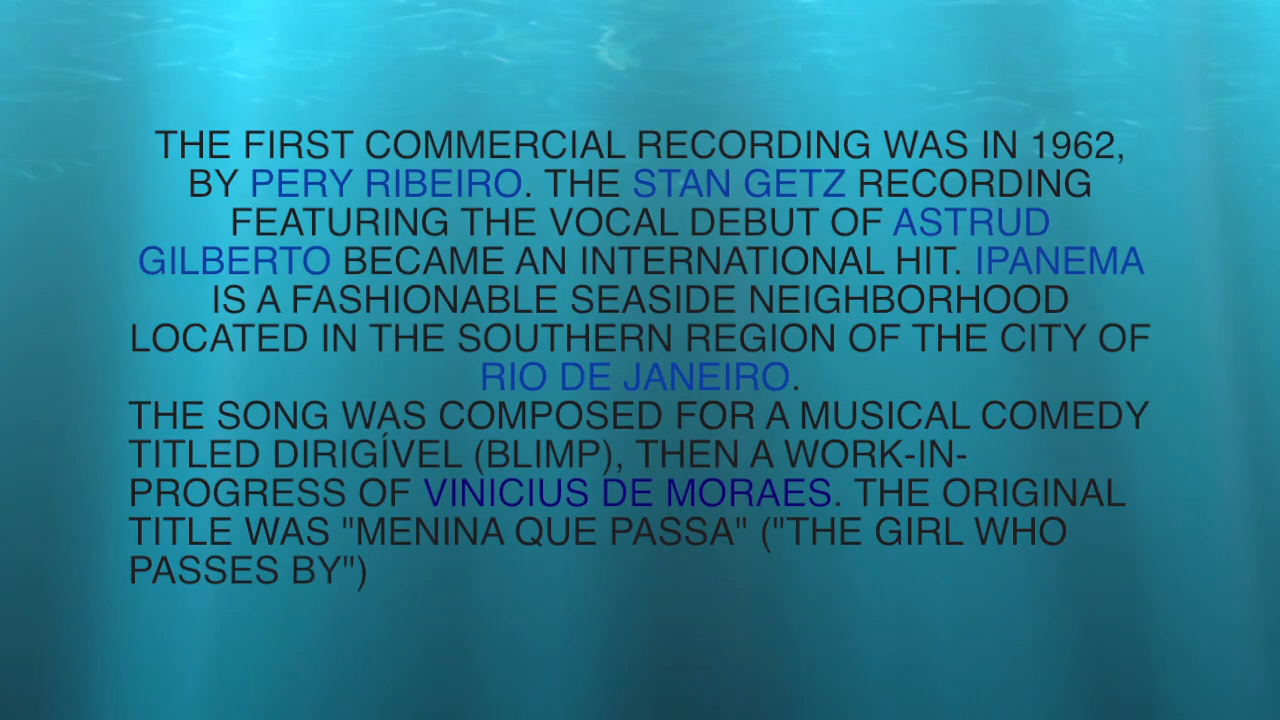 THE FIRST COMMERCIAL RECORDING WAS IN 1962,
BY PERY RIBEIRO. THE STAN GETZ RECORDING
FEATURING THE VOCAL DEBUT OF ASTRUD
GILBERTO BECAME AN INTERNATIONAL HIT. IPANEMA
IS A FASHIONABLE SEASIDE NEIGHBORHOOD
LOCATED IN THE SOUTHERN REGION OF THE CITY OF
RIO DE JANEIRO.
THE SONG WAS COMPOSED FOR A MUSICAL COMEDY
TITLED DIRIGÍVEL (BLIMP), THEN A WORK-IN-
PROGRESS OF VINICIUS DE MORAES. THE ORIGINAL
TITLE WAS "MENINA QUE PASSA" ("THE GIRL WHO
PASSES BY")